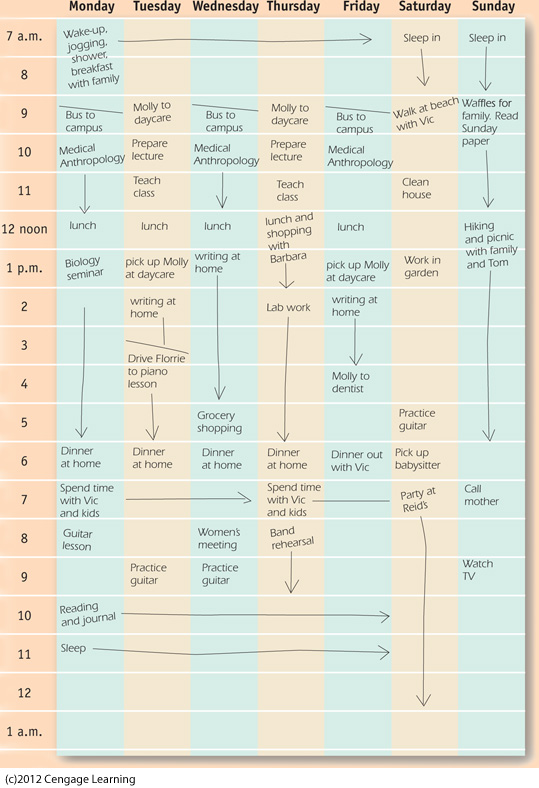 Monday Tuesday Wednesday Thursday Friday Saturday Sunday
7 a.m.
Wake-up,
jogging,
shower,
breakfast
with family
Sleep in
Sleep in
8
9
Bus to
campus
Molly to
daycare
Bus to
campus
Molly to
daycare
Bus to
campus
Walk at beach
with Vic
Waffles for
family. Read
Sunday
paper
10
Medical
Anthropology
Prepare
lecture
Medical
Anthropology
Prepare
lecture
Medical
Anthropology
11
Teach
class
Teach
class
Clean
house
12 noon
lunch
lunch
lunch
lunch and
shopping
with
Barbara
lunch
Hiking
and picnic
with family
and Tom
1 p.m.
Biology
seminar
pick up Molly
at daycare
writing at
home
pick up Molly
at daycare
Work in
garden
2
writing at
home
Lab work
writing at
home
3
Drive Florrie
to piano
lesson
4
Molly to
dentist
5
Grocery
shopping
Practice
guitar
6
Dinner
at home
Dinner
at home
Dinner
at home
Dinner
at home
Dinner out
with Vic
Pick up
babysitter
7
Spend time
with Vic
and kids
Spend time
with Vic
and kids
Party at
Reid's
Call
mother
8
Guitar
lesson
Women's
meeting
Band
rehearsal
9
Practice
guitar
Practice
guitar
Watch
TV
10
Reading
and journal
11
Sleep
12
1 a.m.
(c)2012 Cengage Learning